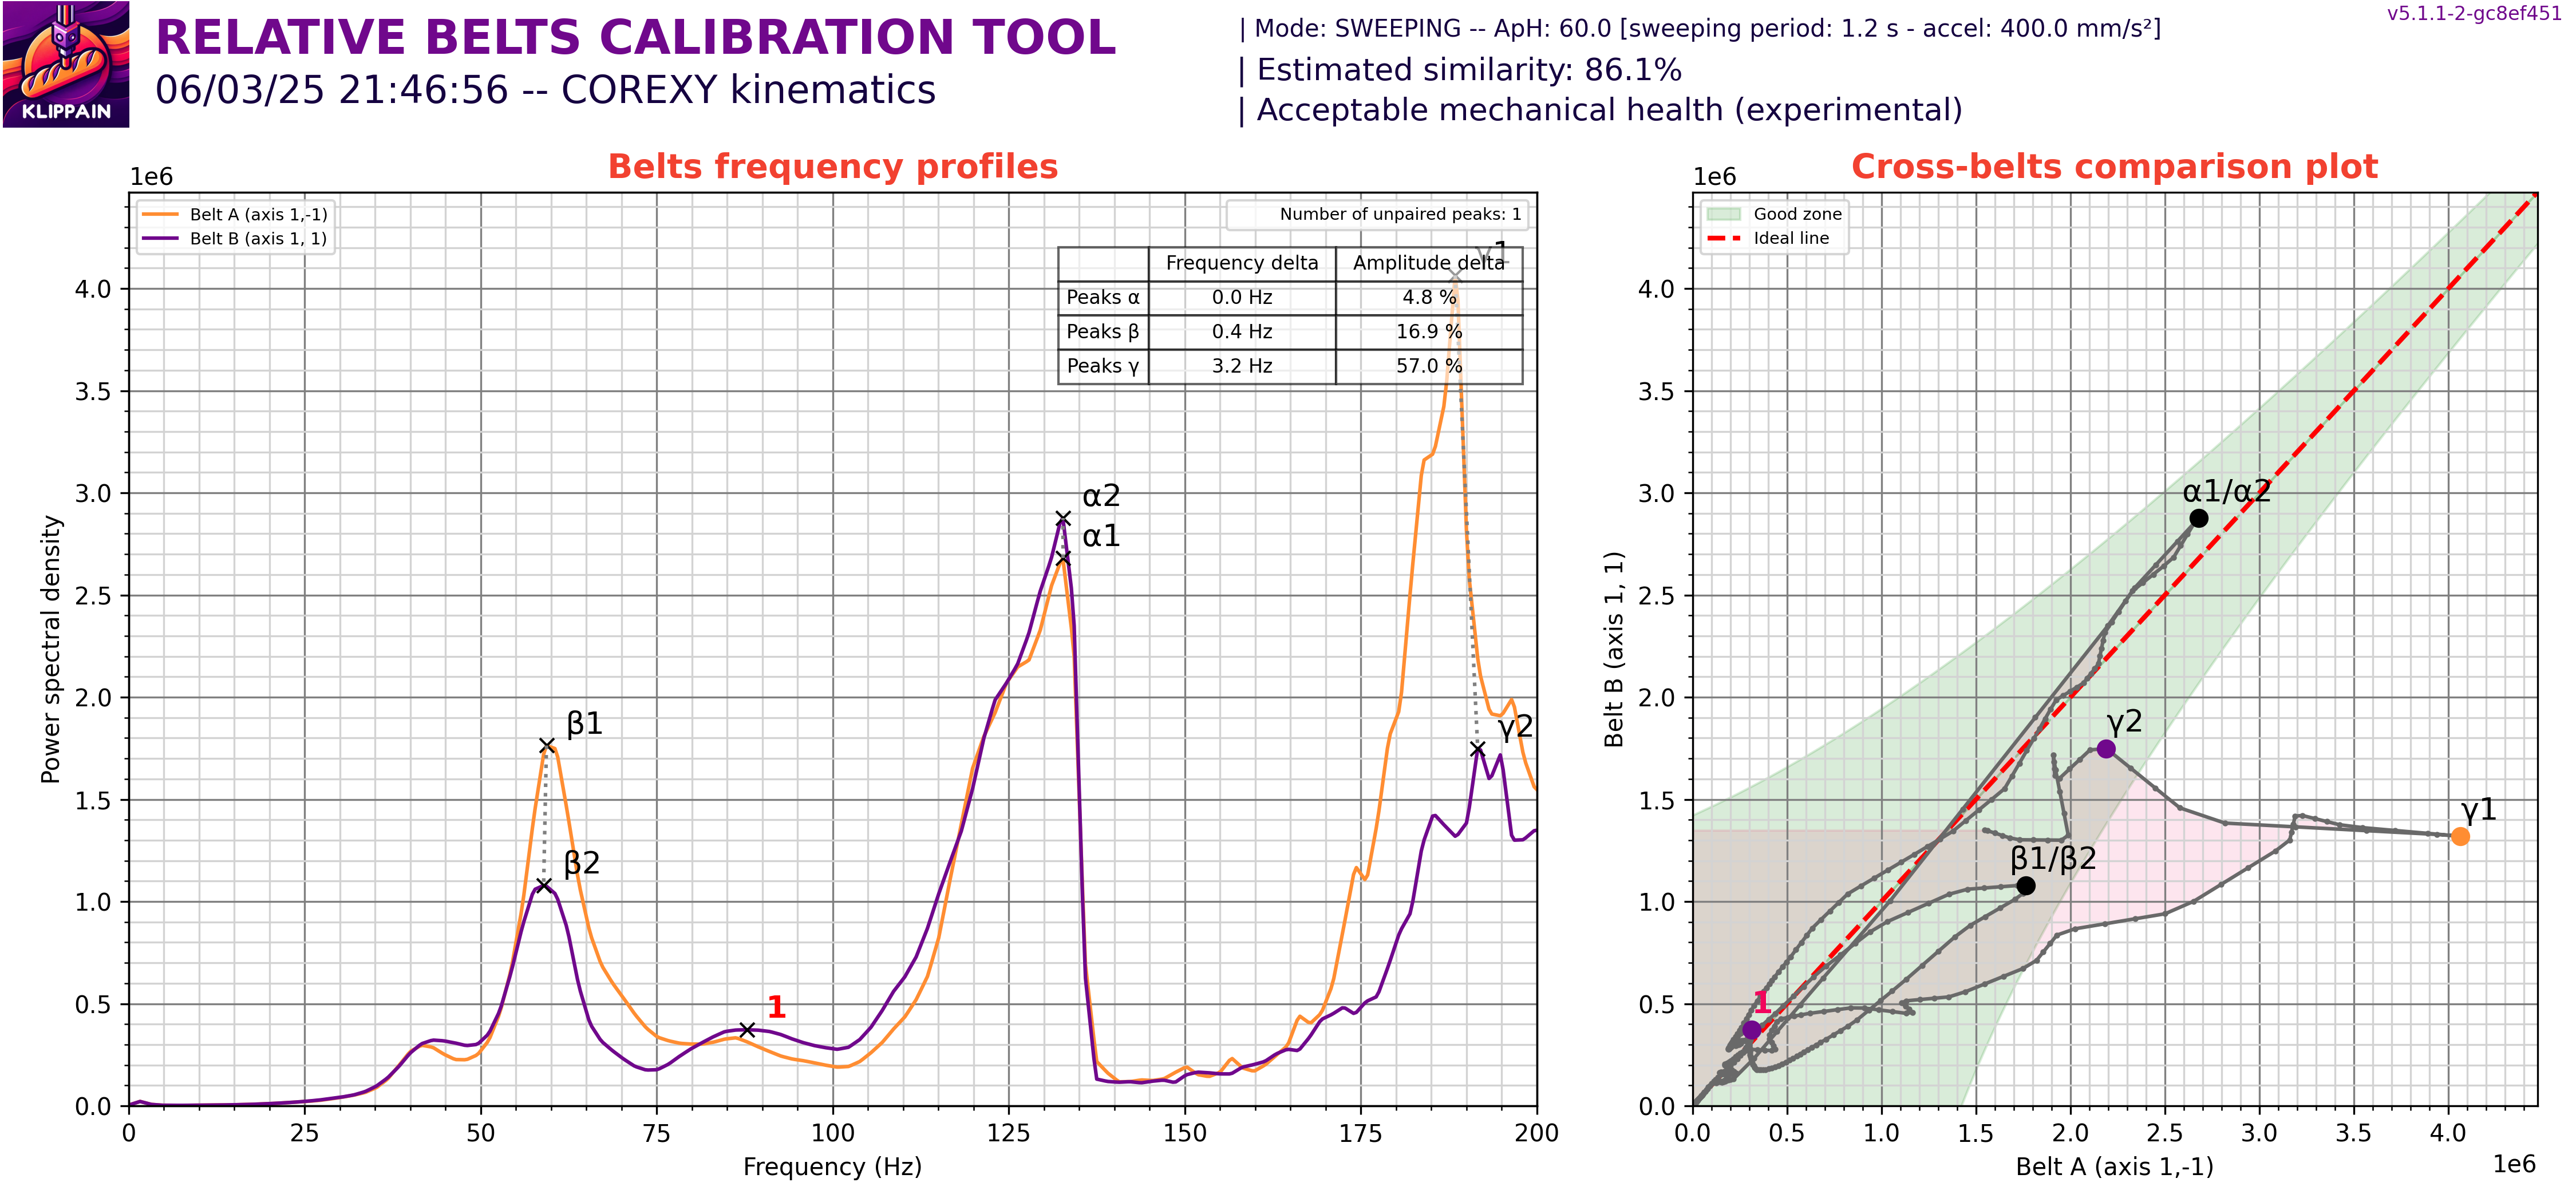 v5.1.1-2-gc8ef451
KLIPPAIN
RELATIVE BELTS CALIBRATION TOOL
06/03/25 21:46:56 -- COREXY kinematics
| Mode: SWEEPING -- ApH: 60.0 [sweeping period: 1.2 s - accel: 400.0 mm/s²]
| Estimated similarity: 86.1%
| Acceptable mechanical health (experimental)
Belts frequency profiles
1e6
Belt A (axis 1,-1)
Belt B (axis 1, 1)
Number of unpaired peaks: 1
γ1
Frequency delta Amplitude delta
Peaks α 0.0 Hz 4.8 %
Peaks β 0.4 Hz 16.9 %
Peaks γ 3.2 Hz 57.0 %
α2
α1
β1
β2
γ2
1
4.0
3.5
3.0
2.5
2.0
1.5
1.0
0.5
0.0
Power spectral density
0 25 50 75 100 125 150 175 200
Frequency (Hz)
Cross-belts comparison plot
1e6
Good zone
Ideal line
α1/α2
γ2
γ1
β1/β2
1
4.0
3.5
3.0
2.5
2.0
1.5
1.0
0.5
0.0
Belt B (axis 1, 1)
0.0 0.5 1.0 1.5 2.0 2.5 3.0 3.5 4.0
Belt A (axis 1,-1)
1e6